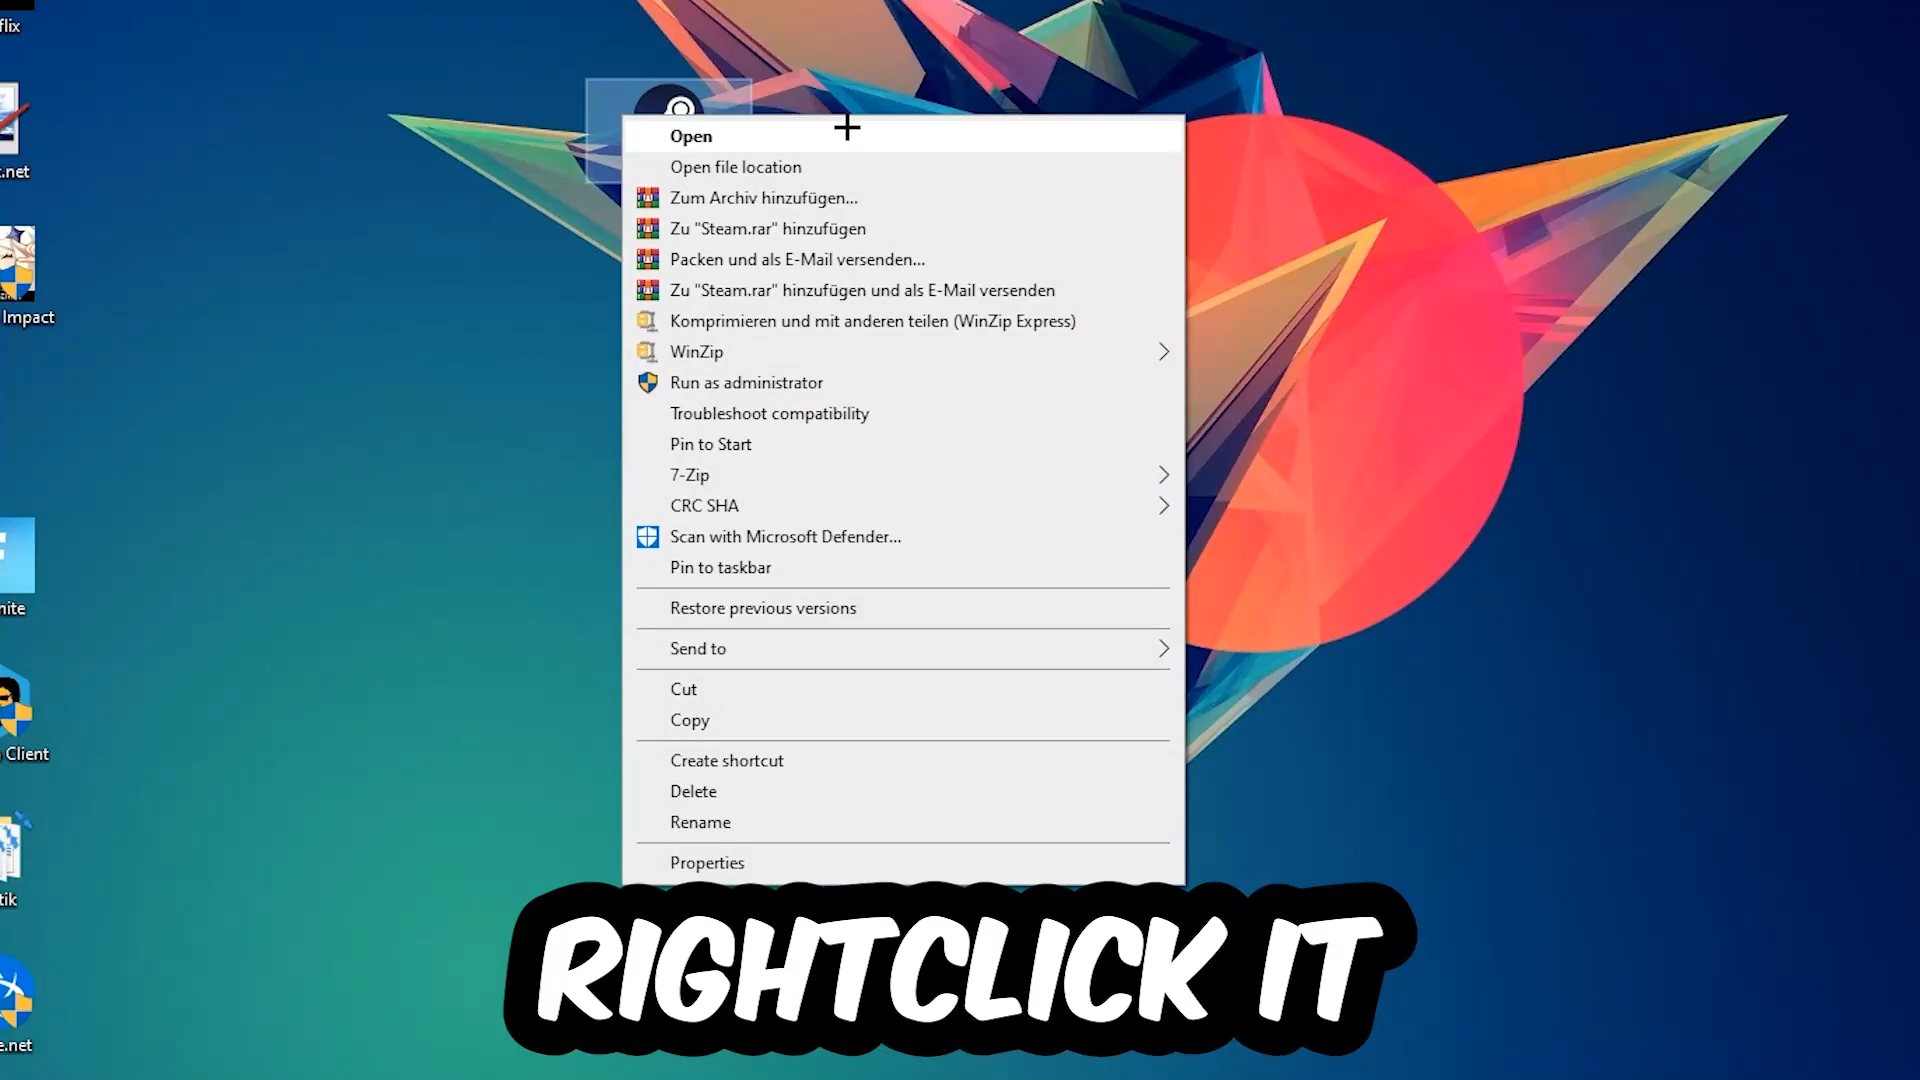 flix
t.net
Impact
nite
Client
tik
e.net
Open
Open file location
Zum Archiv hinzufügen...
Zu "Steam.rar" hinzufügen
Packen und als E-Mail versenden...
Zu "Steam.rar" hinzufügen und als E-Mail versenden
Komprimieren und mit anderen teilen (WinZip Express)
WinZip
Run as administrator
Troubleshoot compatibility
Pin to Start
7-Zip
CRC SHA
Scan with Microsoft Defender...
Pin to taskbar
Restore previous versions
Send to
Cut
Copy
Create shortcut
Delete
Rename
Properties
RIGHTCLICK IT